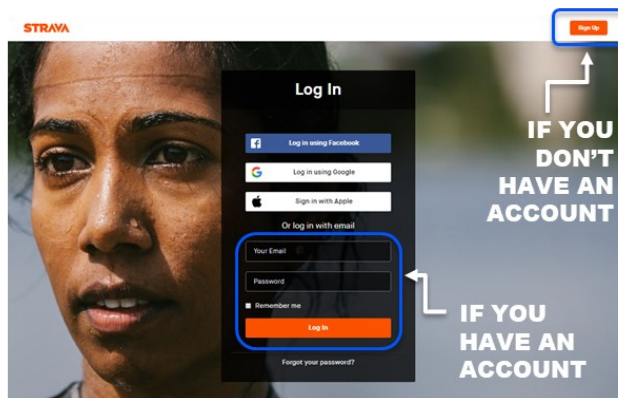 STRAVA
Sign Up
Log In
Log in using Facebook
Log in using Google
Sign in with Apple
Or log in with email
Your Email
Password
Remember me
Log In
Forgot your password?
IF YOU
DON'T
HAVE AN
ACCOUNT
IF YOU
HAVE AN
ACCOUNT